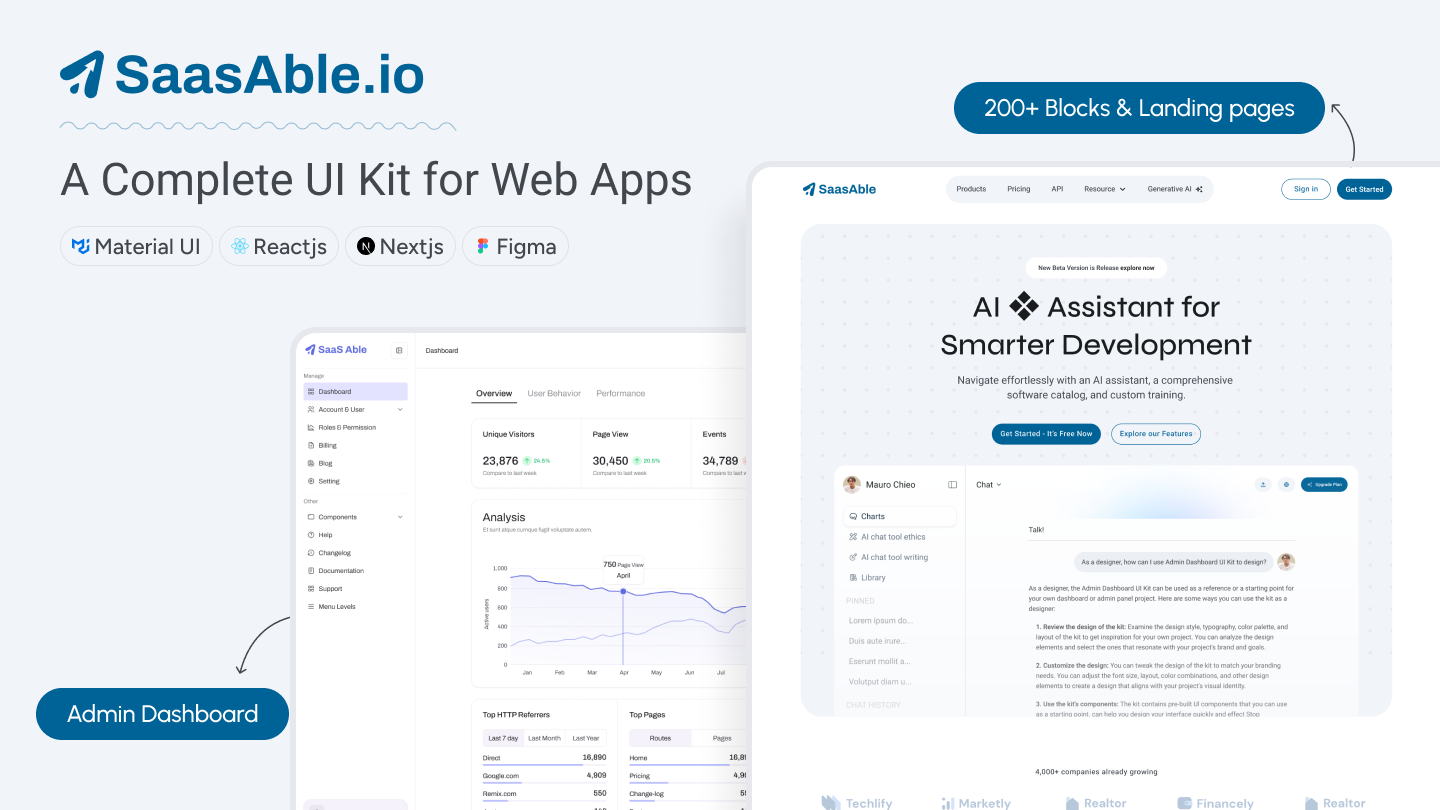 SaasAble.io
A Complete UI Kit for Web Apps
Material UI
Reactjs
Nextjs
Figma
200+ Blocks & Landing pages
Admin Dashboard
SaaS Able
Manage
Dashboard
Account & User
Roles & Permission
Billing
Blog
Setting
Other
Components
Help
Changelog
Documentation
Support
Menu Levels
Dashboard
Overview User Behavior Performance
Unique Visitors
23,876 24.5%
Compare to last week
Page View
30,450 20.5%
Compare to last week
Events
34,789
Compare to last
Analysis
Et sunt atque cumque fugit voluptate autem.
750 Page View
April
Active users
1,000
800
600
400
200
0
Jan Feb Mar Apr May Jun Jul
Top HTTP Referrers
Last 7 day Last Month Last Year
Direct 16,890
Google.com 4,909
Remix.com 550
Top Pages
Routes Pages
Home 16,8
Pricing 4,9
Change-log
SaasAble
Products Pricing API Resource Generative AI
Sign in
Get Started
New Beta Version is Release explore now
AI ❖ Assistant for
Smarter Development
Navigate effortlessly with an AI assistant, a comprehensive
software catalog, and custom training.
Get Started - It's Free Now
Explore our Features
Mauro Chieo
Charts
AI chat tool ethics
AI chat tool writing
Library
PINNED
Lorem ipsum do...
Duis aute irure...
Eserunt mollit a...
Volutput diam u...
CHAT HISTORY
Chat
Upgrade Plan
Talk!
As a designer, how can I use Admin Dashboard UI Kit to design?
As a designer, the Admin Dashboard UI Kit can be used as a reference or a starting point for
your own dashboard or admin panel project. Here are some ways you can use the kit as a
designer:
1. Review the design of the kit: Examine the design style, typography, color palette, and
layout of the kit to get inspiration for your own project. You can analyze the design
elements and select the ones that resonate with your project's brand and goals.
2. Customize the design: You can tweak the design of the kit to match your branding
needs. You can adjust the font size, layout, color combinations, and other design
elements to create a design that aligns with your project's visual identity.
3. Use the kit's components: The kit contains pre-built UI components that you can use
as a starting point, can help you design your interface quickly and effect Stop
4,000+ companies already growing
Techlify
Marketly
Realtor
Financely
Realtor